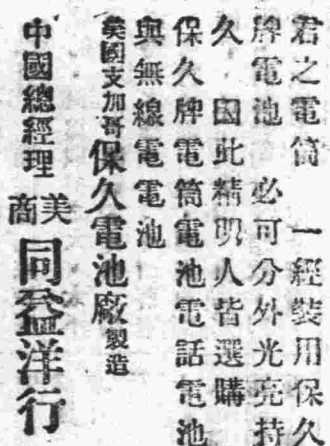 君之電筒　一經裝用保久
牌電池　必可分外光亮持
久　因此精明人皆選購
保久牌電筒電池電話電池
與無線電電池
美國支加哥保久電池廠製造
中國總經理
美商
同益洋行